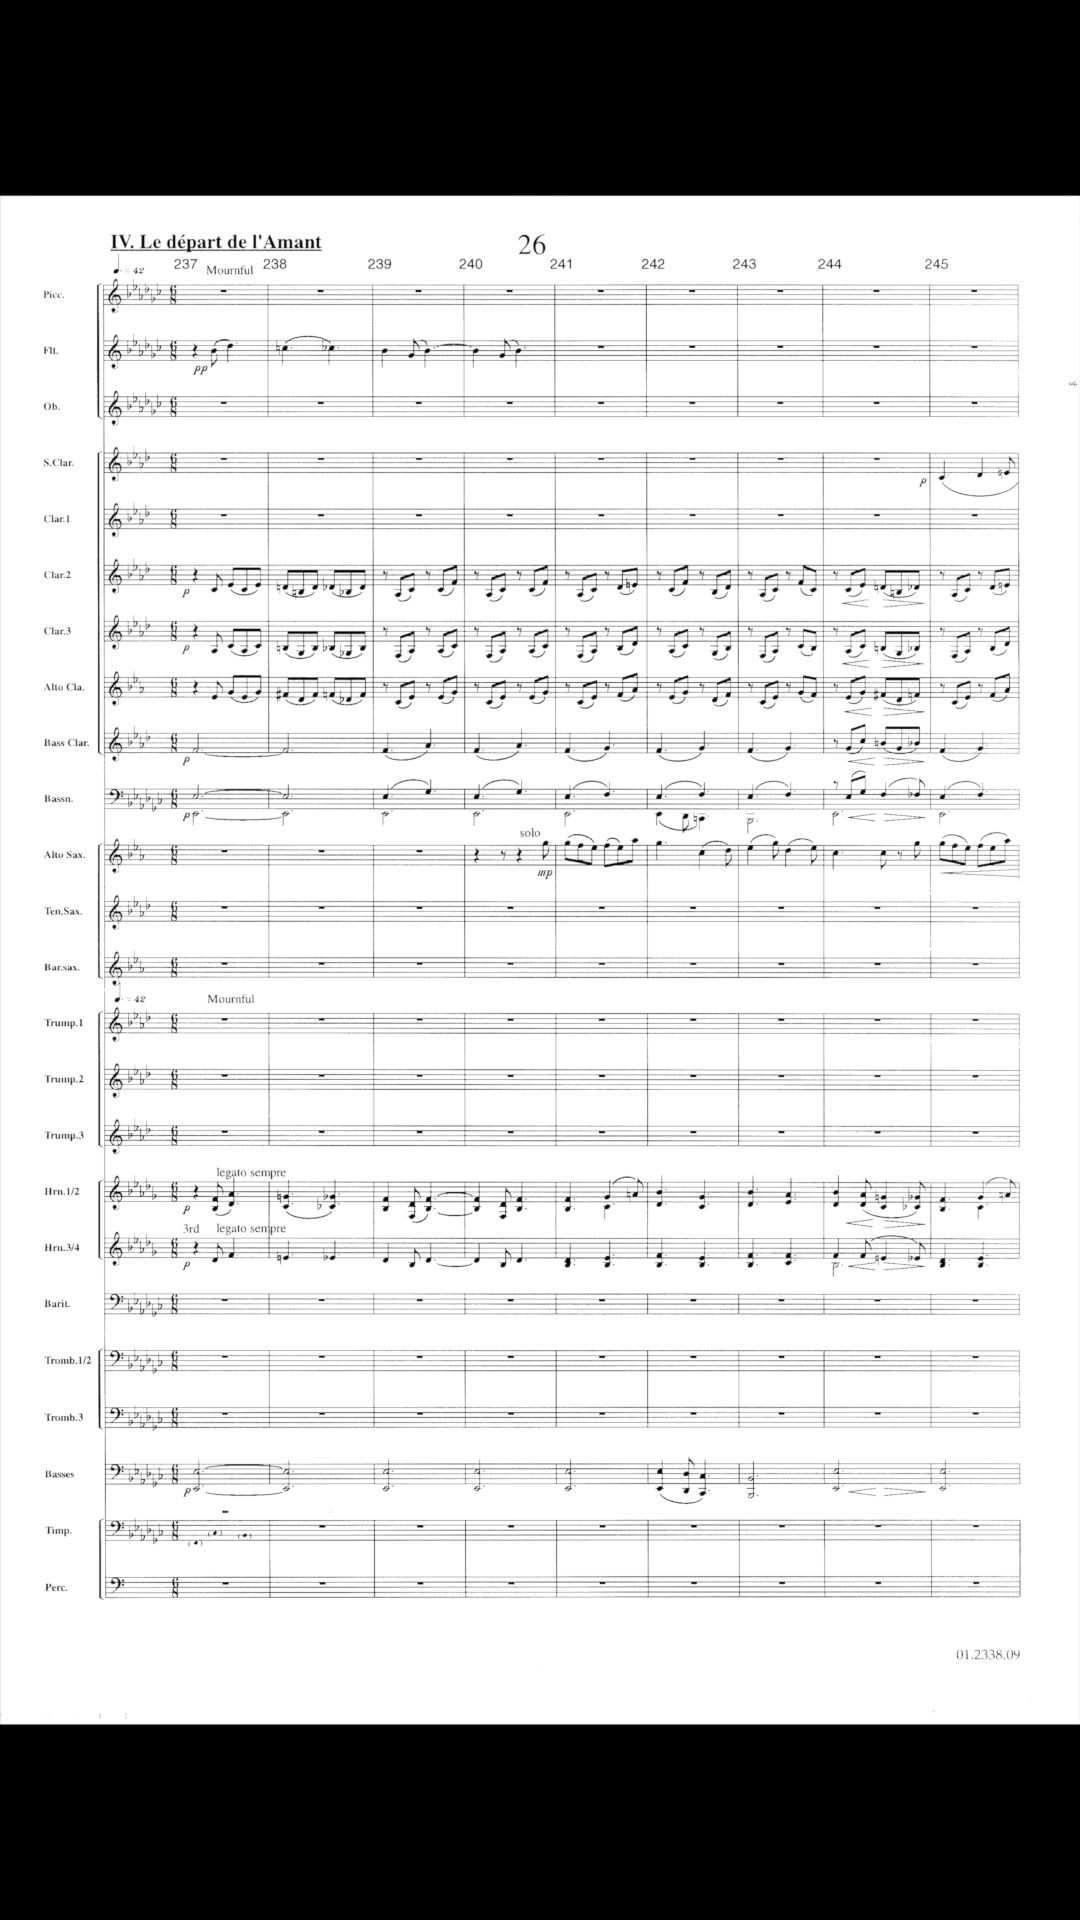 IV. Le départ de l'Amant
26
♩. = 42
237 Mournful 238 239 240 241 242 243 244 245
Picc.
Flt.
pp
Ob.
S.Clar.
p
Clar.1
Clar.2
p
Clar.3
p
Alto Cla.
Bass Clar.
p
Bassn.
p
solo
Alto Sax.
mp
Ten.Sax.
Bar.sax.
♩. = 42 Mournful
Trump.1
Trump.2
Trump.3
legato sempre
Hrn.1/2
p
3rd legato sempre
Hrn.3/4
p
Barit.
Tromb.1/2
Tromb.3
Basses
p
Timp.
Perc.
01.2338.09